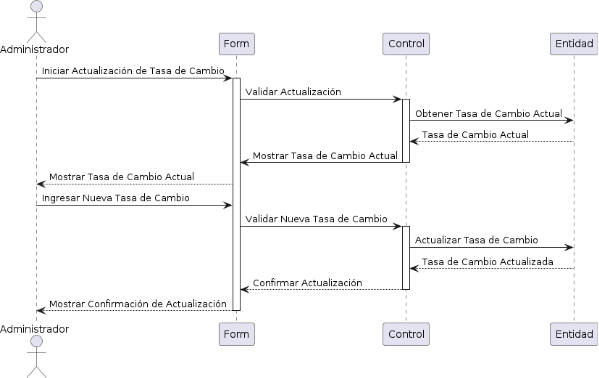 Administrador
Form
Control
Entidad
Iniciar Actualización de Tasa de Cambio
Validar Actualización
Obtener Tasa de Cambio Actual
Tasa de Cambio Actual
Mostrar Tasa de Cambio Actual
Mostrar Tasa de Cambio Actual
Ingresar Nueva Tasa de Cambio
Validar Nueva Tasa de Cambio
Actualizar Tasa de Cambio
Tasa de Cambio Actualizada
Confirmar Actualización
Mostrar Confirmación de Actualización
Administrador
Form
Control
Entidad